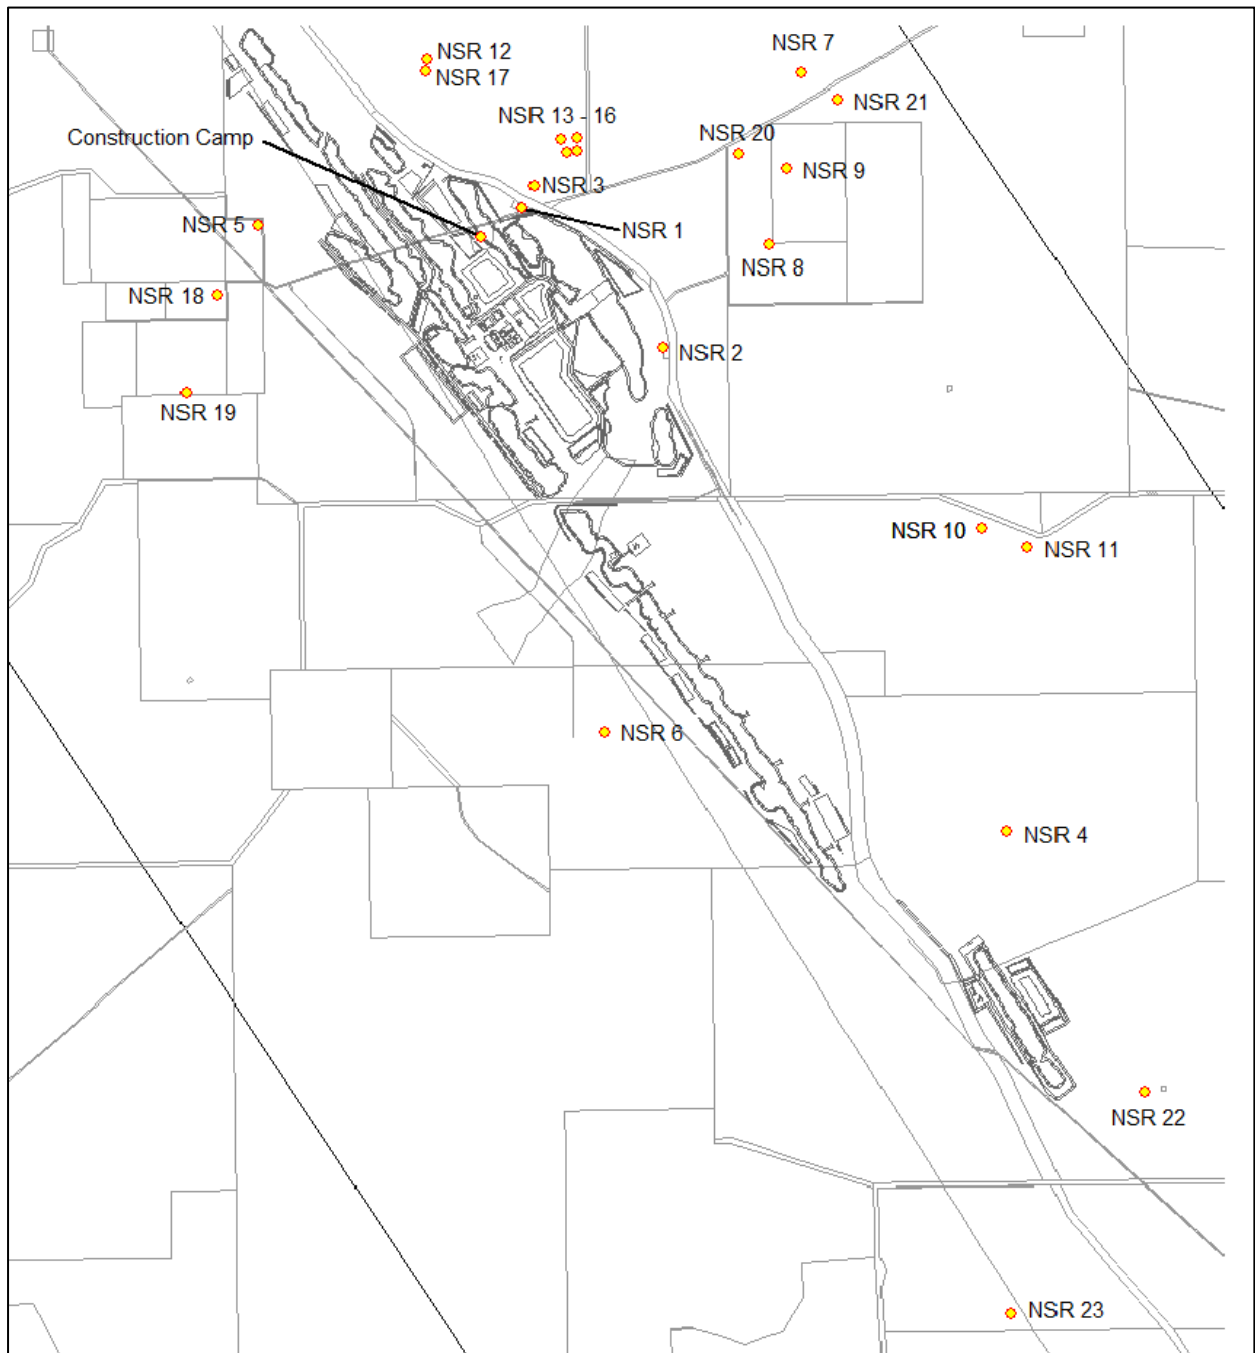 NSR 12
NSR 7
NSR 17
NSR 21
NSR 13 - 16
Construction Camp
NSR 20
NSR 9
NSR 3
NSR 5
NSR 1
NSR 8
NSR 18
NSR 2
NSR 19
NSR 10
NSR 11
NSR 6
NSR 4
NSR 22
NSR 23